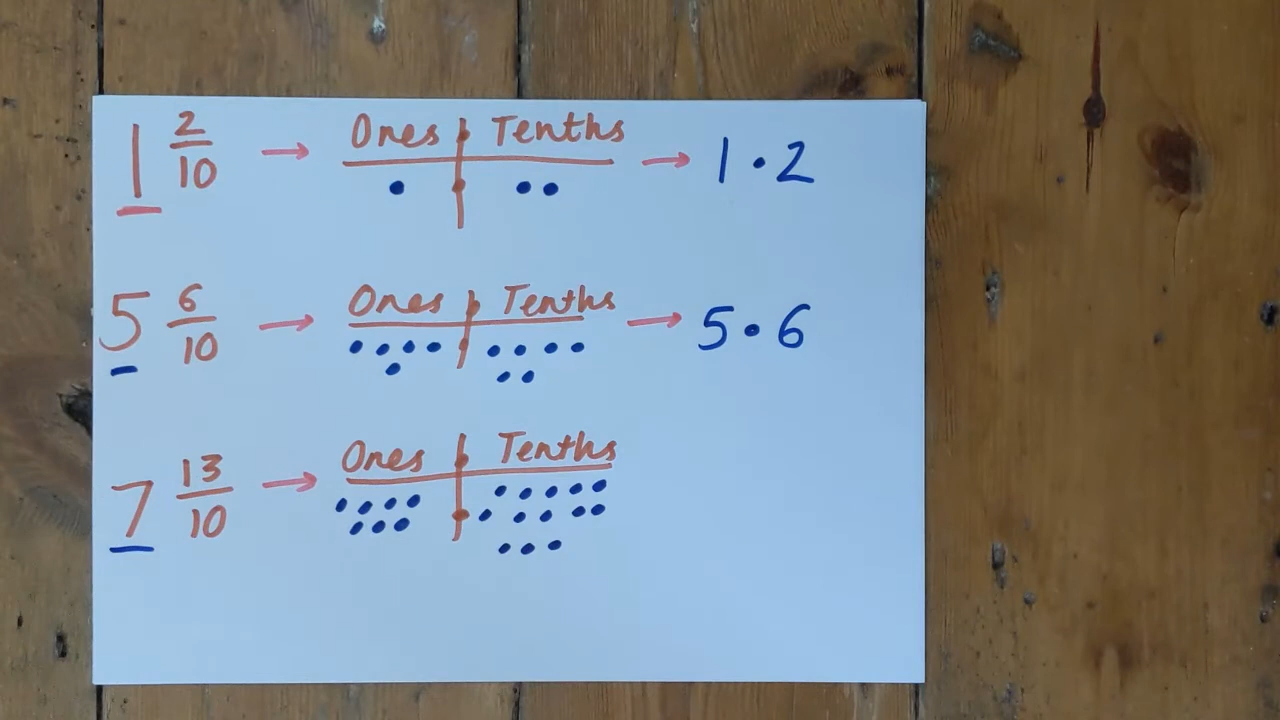 1 2/10 → Ones Tenths → 1·2
5 6/10 → Ones Tenths → 5·6
7 13/10 → Ones Tenths